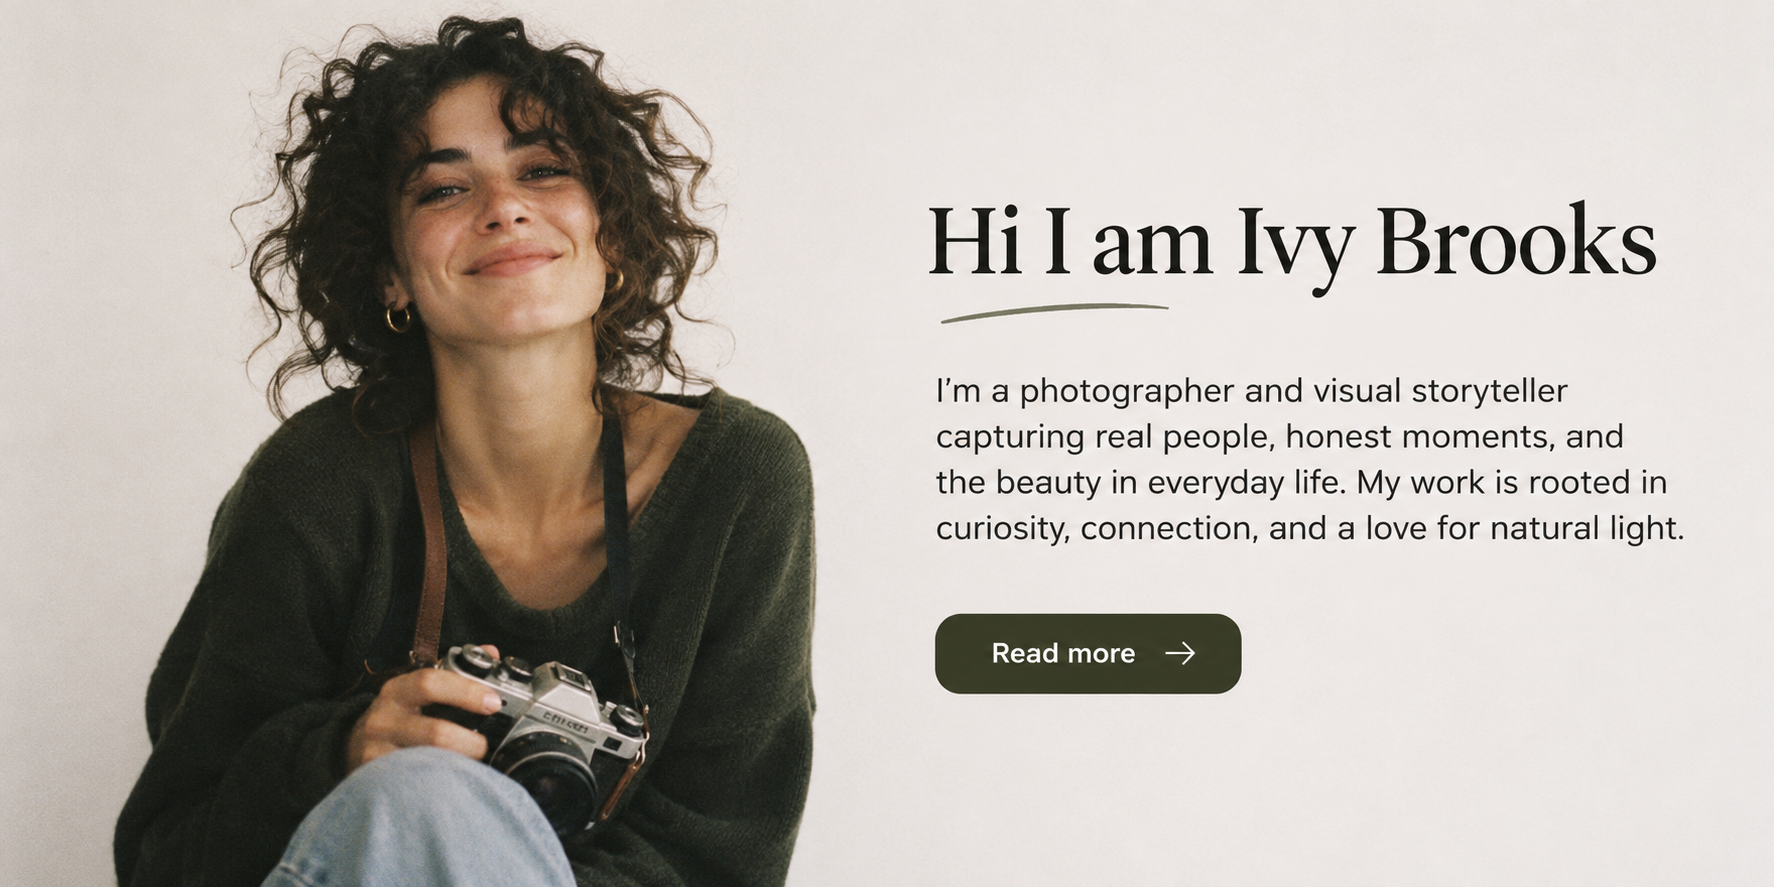 Hi I am Ivy Brooks
I’m a photographer and visual storyteller
capturing real people, honest moments, and
the beauty in everyday life. My work is rooted in
curiosity, connection, and a love for natural light.
Read more →